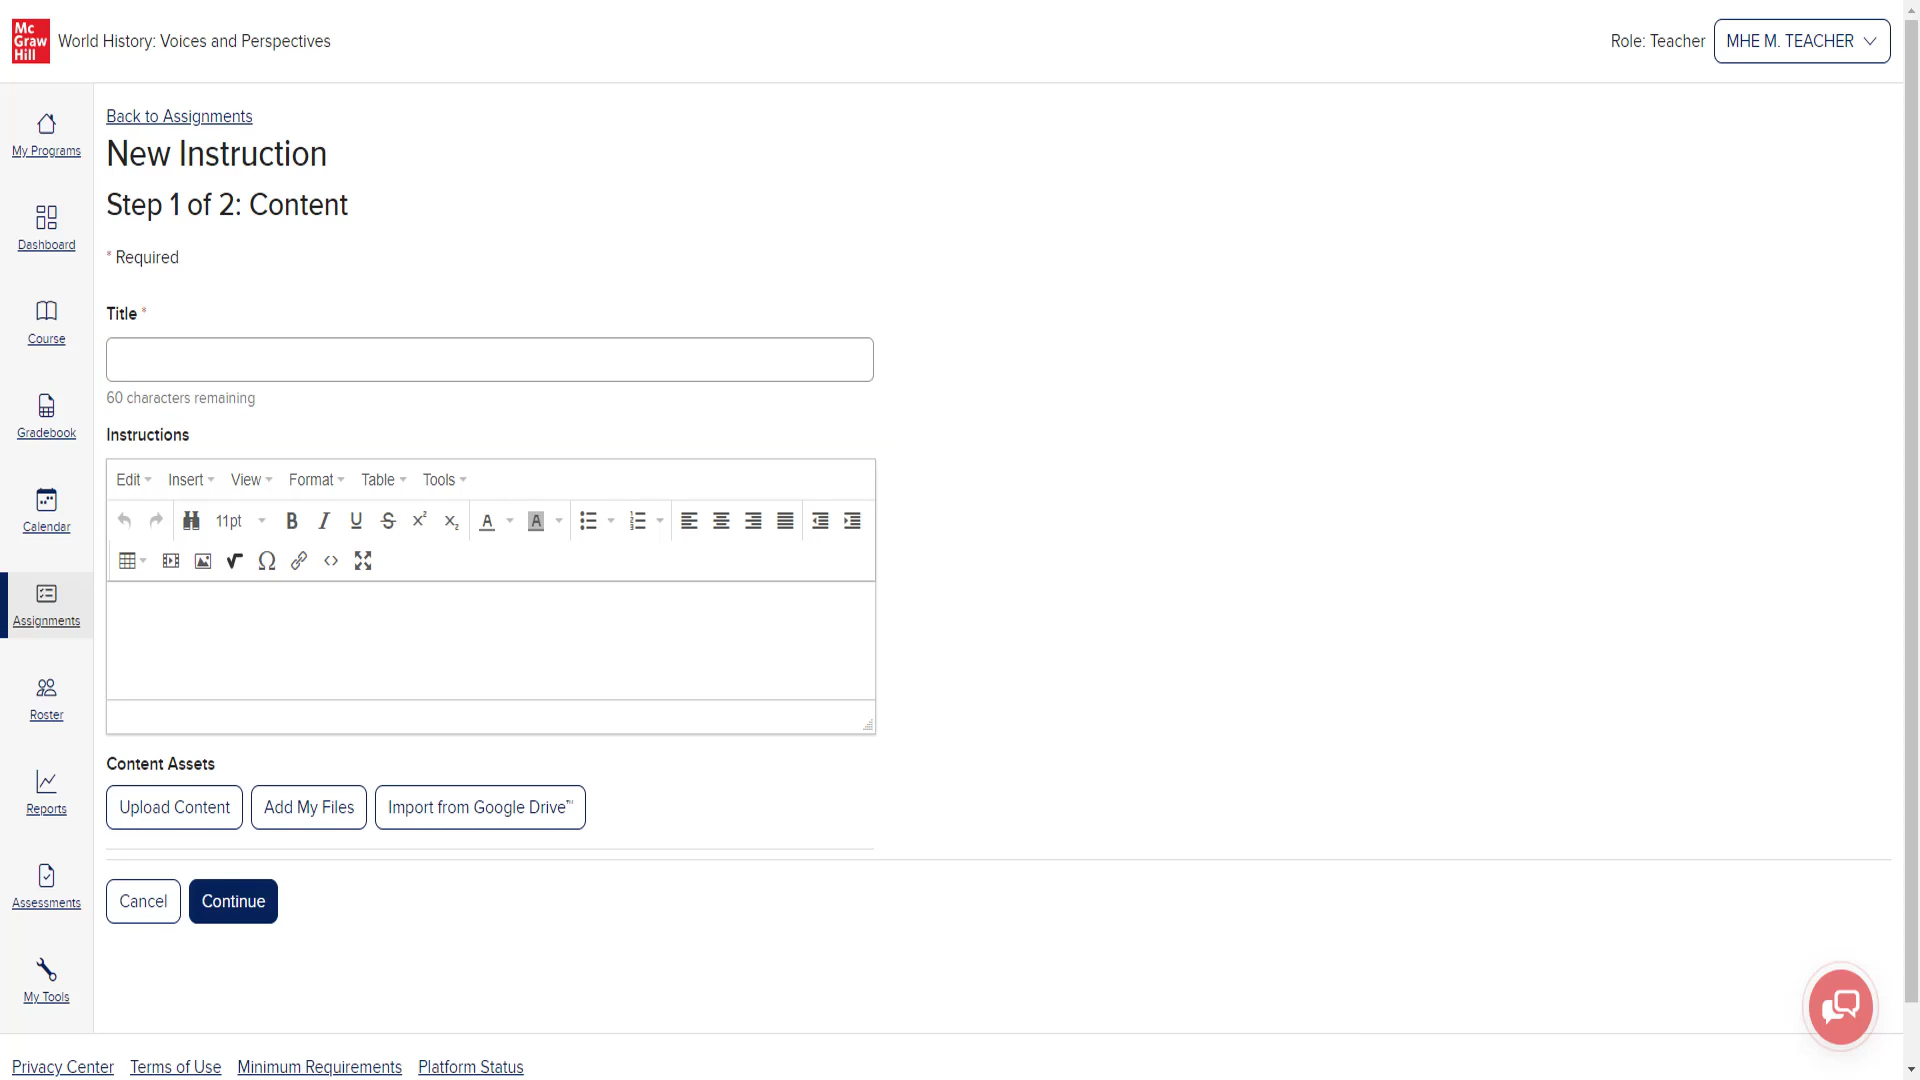 Mc
Graw
Hill
World History: Voices and Perspectives
Role: Teacher
MHE M. TEACHER
My Programs
Dashboard
Course
Gradebook
Calendar
Assignments
Roster
Reports
Assessments
My Tools
Back to Assignments
New Instruction
Step 1 of 2: Content
* Required
Title *
60 characters remaining
Instructions
Edit Insert View Format Table Tools
11pt B I U S x² x₂ A A
Ω <>
Content Assets
Upload Content
Add My Files
Import from Google Drive™
Cancel
Continue
Privacy Center
Terms of Use
Minimum Requirements
Platform Status